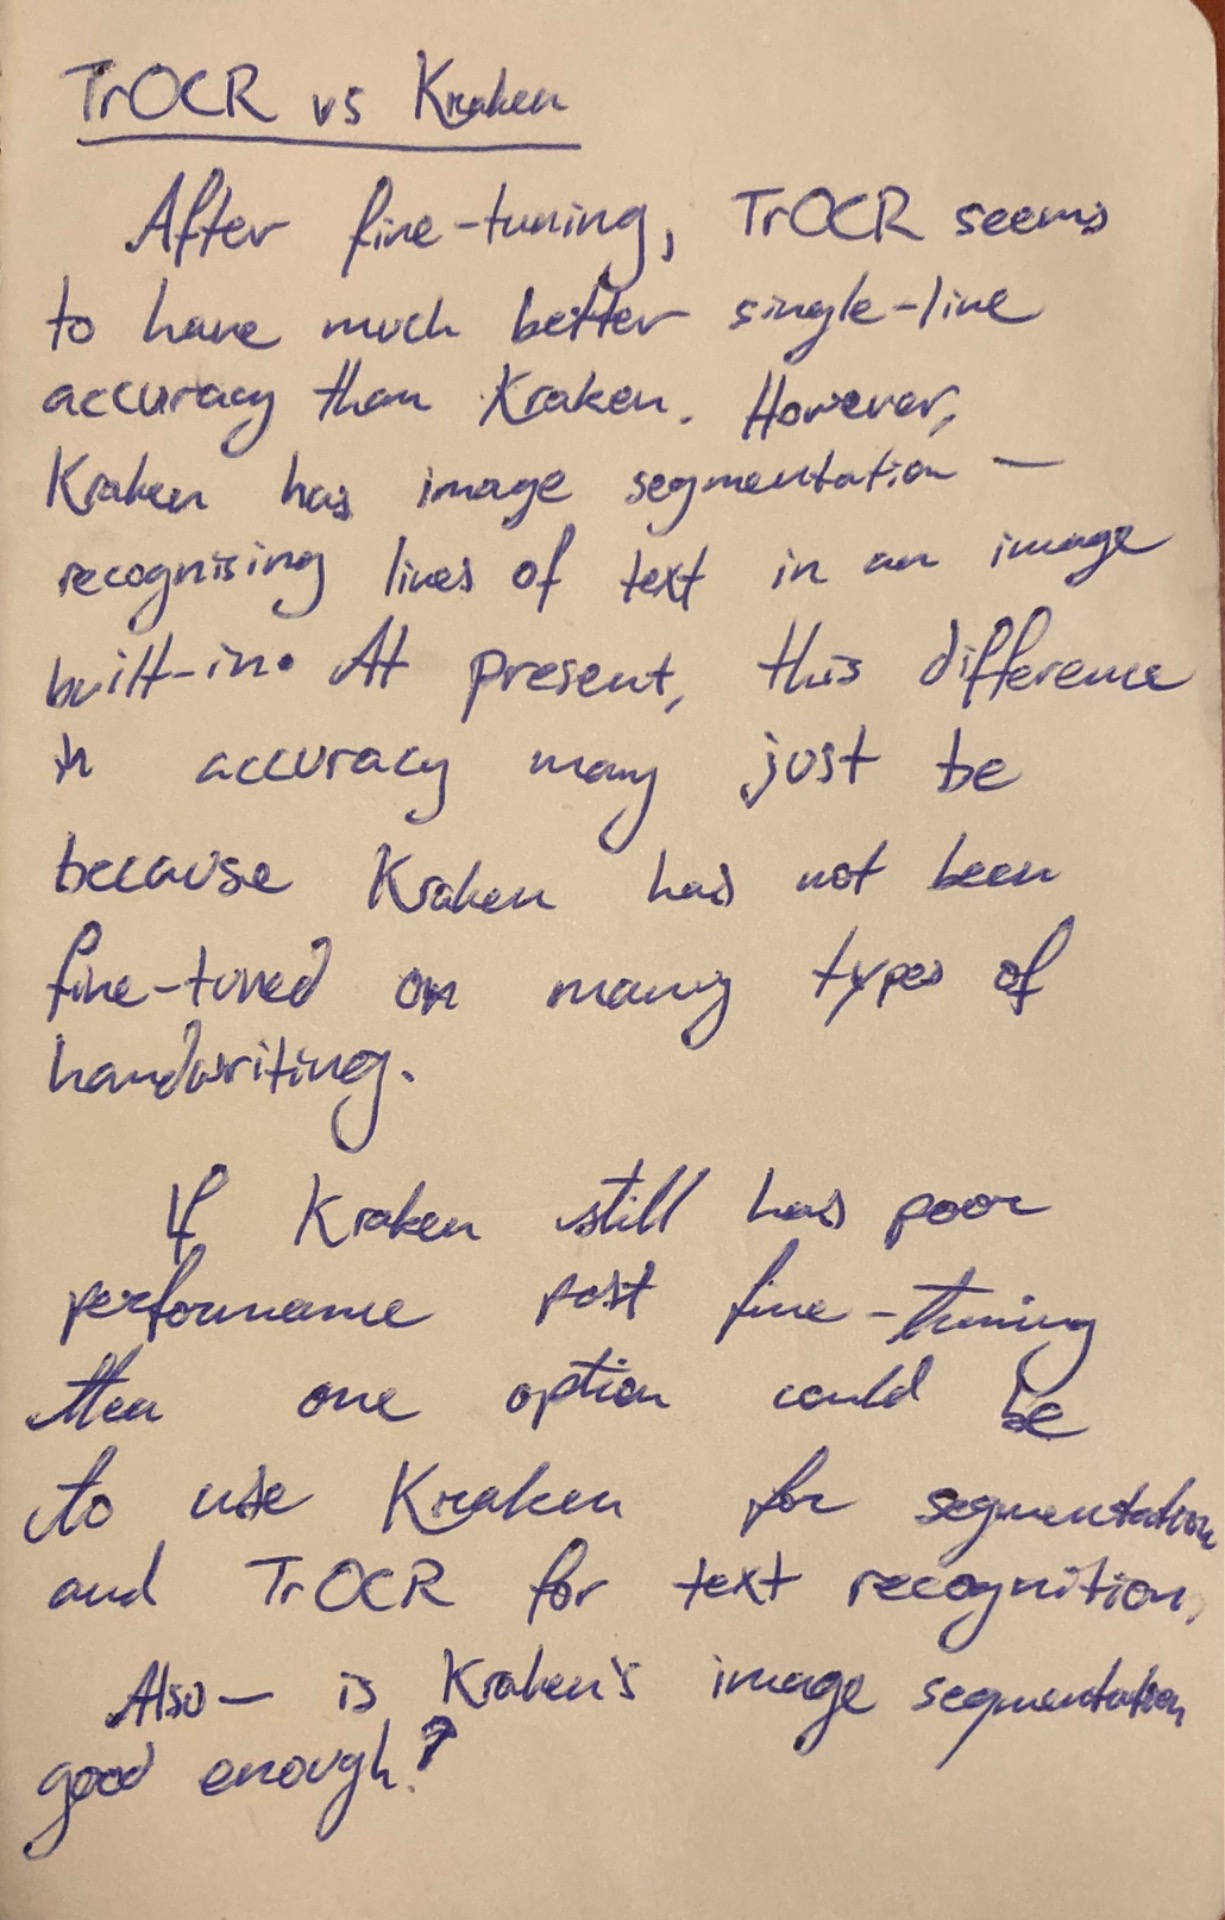 TrOCR vs Kraken
After fine-tuning, TrOCR seems
to have much better single-line
accuracy than Kraken. However,
Kraken has image segmentation —
recognising lines of text in an image
built-in. At present, this difference
in accuracy may just be
because Kraken has not been
fine-tuned on many types of
handwriting.
If Kraken still has poor
performance post fine-tuning
then one option could be
to use Kraken for segmentation
and TrOCR for text recognition.
Also — is Kraken's image segmentation
good enough?